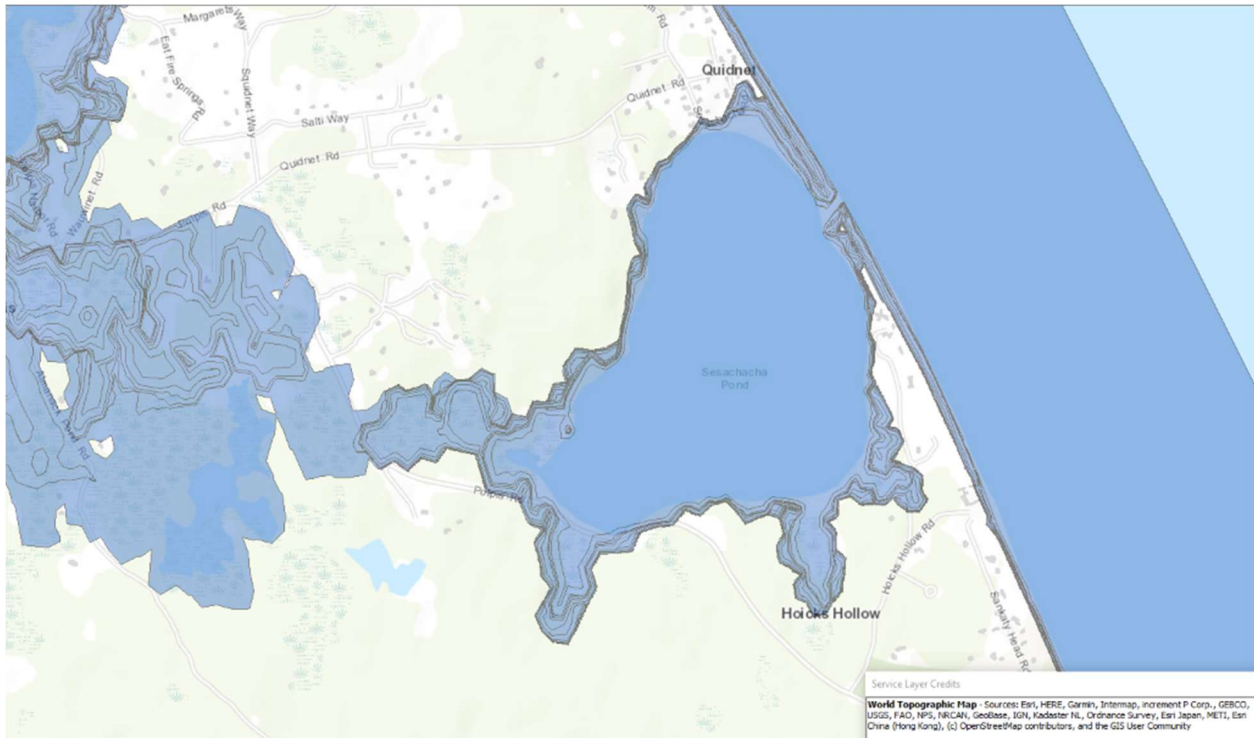 Margarets Way
Eat Fire Springs Rd
Squidnet Way
Salti Way
Quidnet Rd
Quidnet
Quidnet Rd
Rd
Polpis Rd
Sesachacha
Pond
Polpis Rd
Hoicks Hollow Rd
Hoicks Hollow
Sankaty Head Rd
Service Layer Credits
World Topographic Map - Sources: Esri, HERE, Garmin, Intermap, increment P Corp., GEBCO,
USGS, FAO, NPS, NRCAN, GeoBase, IGN, Kadaster NL, Ordnance Survey, Esri Japan, METI, Esri
China (Hong Kong), (c) OpenStreetMap contributors, and the GIS User Community